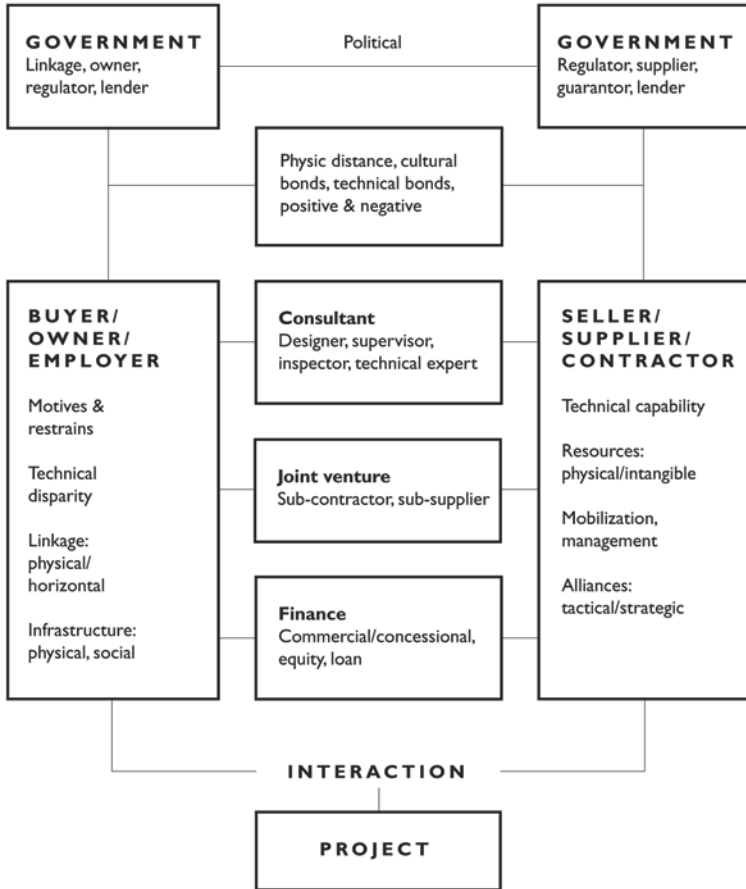 GOVERNMENT
Linkage, owner,
regulator, lender
Political
GOVERNMENT
Regulator, supplier,
guarantor, lender
Physic distance, cultural
bonds, technical bonds,
positive & negative
BUYER/
OWNER/
EMPLOYER
Motives &
restrains
Technical
disparity
Linkage:
physical/
horizontal
Infrastructure:
physical, social
Consultant
Designer, supervisor,
inspector, technical expert
Joint venture
Sub-contractor, sub-supplier
Finance
Commercial/concessional,
equity, loan
SELLER/
SUPPLIER/
CONTRACTOR
Technical capability
Resources:
physical/intangible
Mobilization,
management
Alliances:
tactical/strategic
INTERACTION
PROJECT